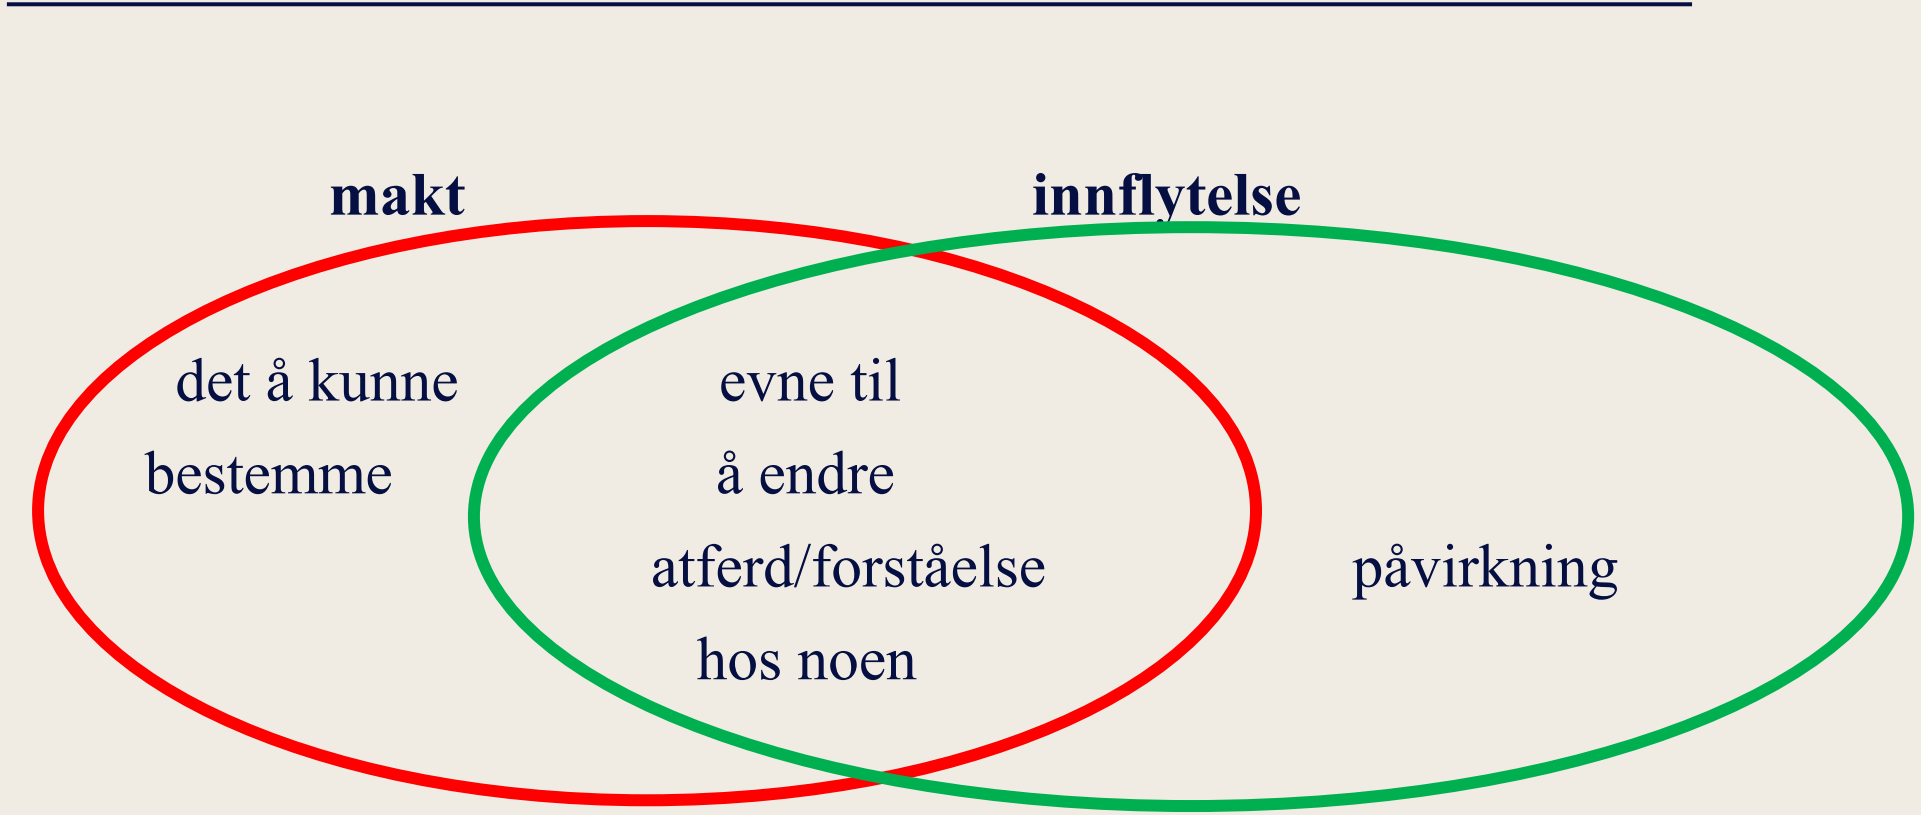 makt
innflytelse
det å kunne
bestemme
evne til
å endre
atferd/forståelse
hos noen
påvirkning